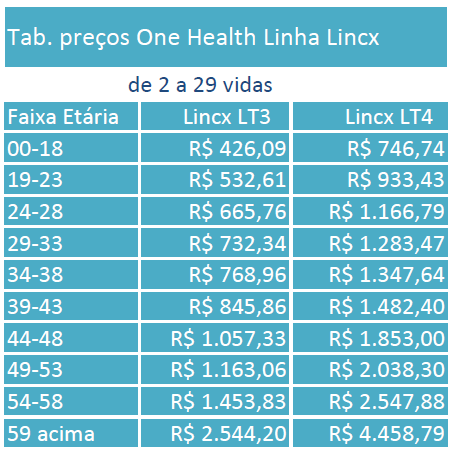 Tab. preços One Health Linha Lincx
de 2 a 29 vidas
Faixa Etária Lincx LT3 Lincx LT4
00-18 R$ 426,09 R$ 746,74
19-23 R$ 532,61 R$ 933,43
24-28 R$ 665,76 R$ 1.166,79
29-33 R$ 732,34 R$ 1.283,47
34-38 R$ 768,96 R$ 1.347,64
39-43 R$ 845,86 R$ 1.482,40
44-48 R$ 1.057,33 R$ 1.853,00
49-53 R$ 1.163,06 R$ 2.038,30
54-58 R$ 1.453,83 R$ 2.547,88
59 acima R$ 2.544,20 R$ 4.458,79